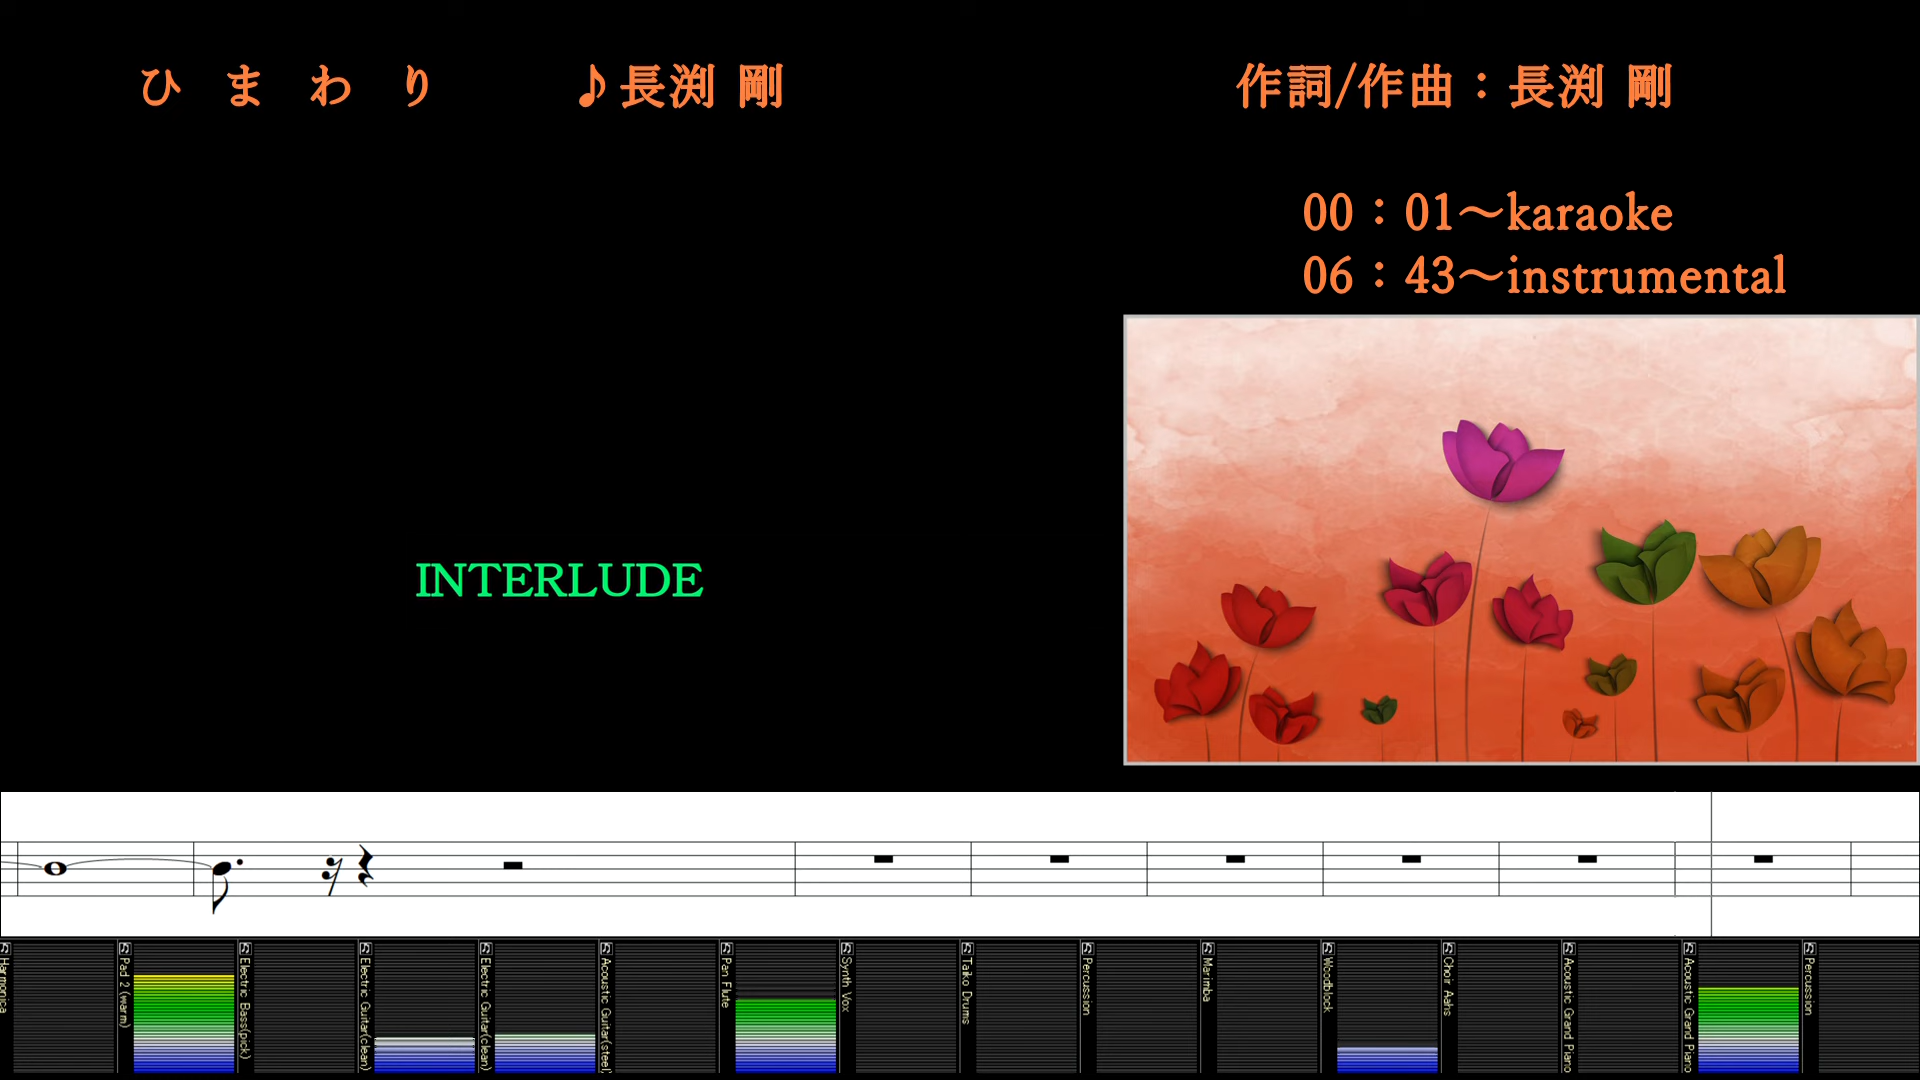 ひ　ま　わ　り　　　♪長渕 剛
作詞/作曲：長渕 剛
00：01～karaoke
06：43～instrumental
INTERLUDE
Harmonica
Pad 2 (warm)
Electric Bass(pick)
Electric Guitar(clean)
Electric Guitar(clean)
Acoustic Guitar(steel)
Pan Flute
Synth Vox
Taiko Drums
Percussion
Marimba
Woodblock
Choir Aahs
Acoustic Grand Piano
Acoustic Grand Piano
Percussion